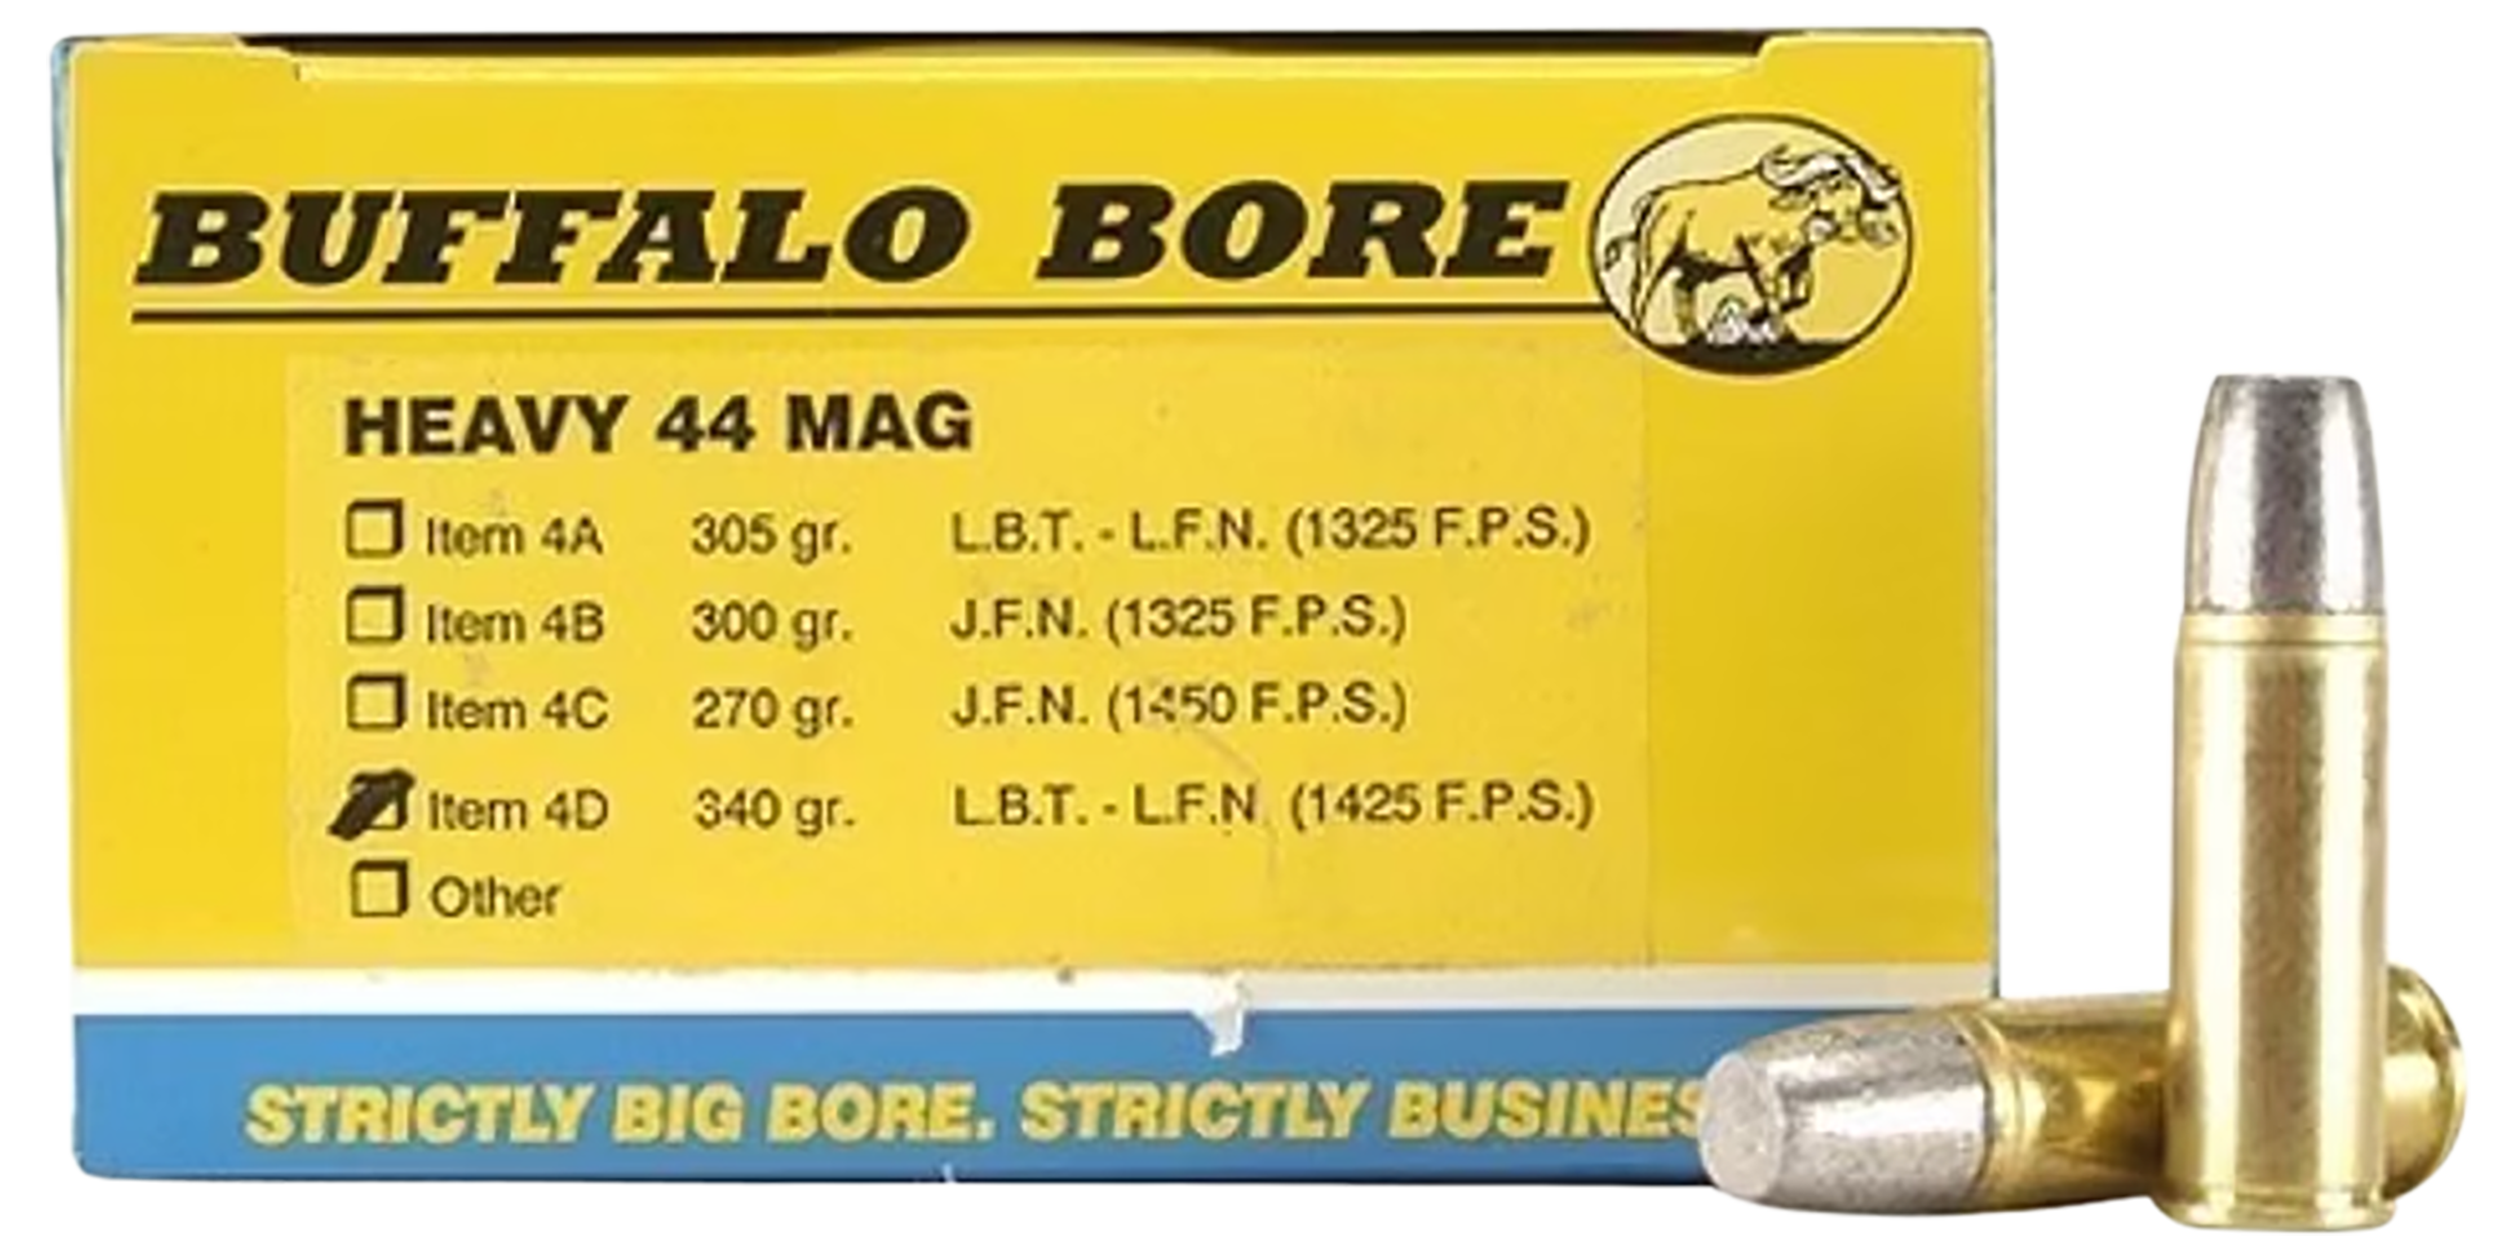 BUFFALO BORE
HEAVY 44 MAG
Item 4A 305 gr. L.B.T. - L.F.N. (1325 F.P.S.)
Item 4B 300 gr. J.F.N. (1325 F.P.S.)
Item 4C 270 gr. J.F.N. (1450 F.P.S.)
Item 4D 340 gr. L.B.T. - L.F.N. (1425 F.P.S.)
Other
STRICTLY BIG BORE. STRICTLY BUSINES